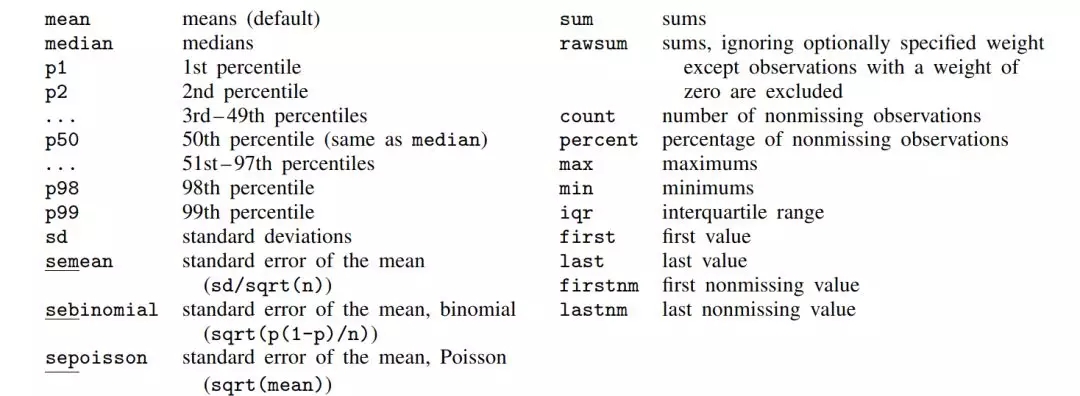 mean means (default)
median medians
p1 1st percentile
p2 2nd percentile
... 3rd–49th percentiles
p50 50th percentile (same as median)
... 51st–97th percentiles
p98 98th percentile
p99 99th percentile
sd standard deviations
semean standard error of the mean
(sd/sqrt(n))
sebinomial standard error of the mean, binomial
(sqrt(p(1-p)/n))
sepoisson standard error of the mean, Poisson
(sqrt(mean))
sum sums
rawsum sums, ignoring optionally specified weight
except observations with a weight of
zero are excluded
count number of nonmissing observations
percent percentage of nonmissing observations
max maximums
min minimums
iqr interquartile range
first first value
last last value
firstnm first nonmissing value
lastnm last nonmissing value